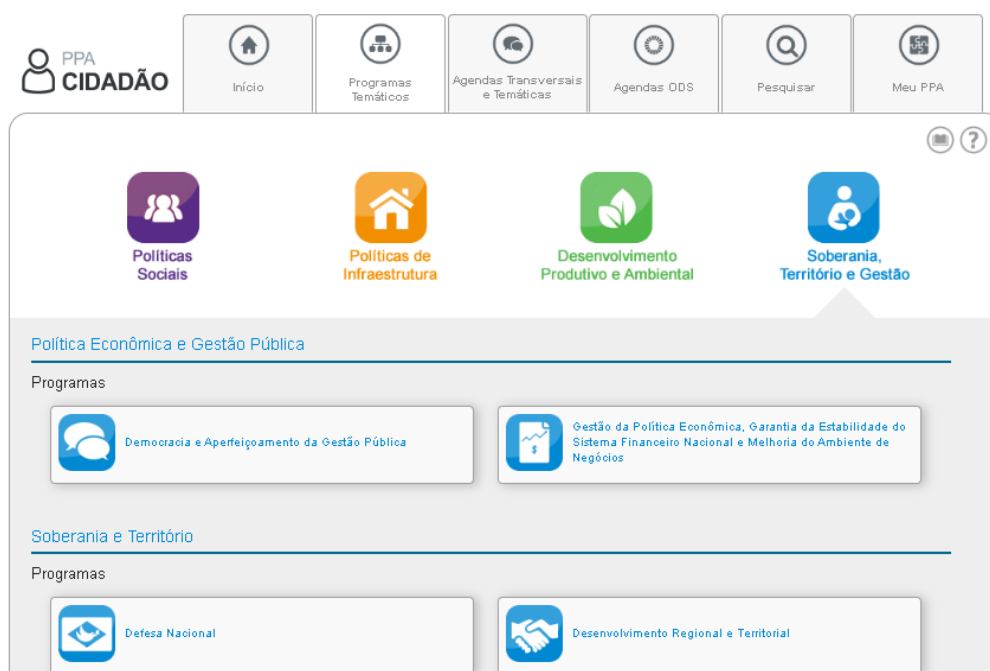 PPA
CIDADÃO
Início
Programas
Temáticos
Agendas Transversais
e Temáticas
Agendas ODS
Pesquisar
Meu PPA
?
Políticas
Sociais
Políticas de
Infraestrutura
Desenvolvimento
Produtivo e Ambiental
Soberania,
Território e Gestão
Política Econômica e Gestão Pública
Programas
Democracia e Aperfeiçoamento da Gestão Pública
$
Gestão da Política Econômica, Garantia da Estabilidade do
Sistema Financeiro Nacional e Melhoria do Ambiente de
Negócios
Soberania e Território
Programas
Defesa Nacional
Desenvolvimento Regional e Territorial